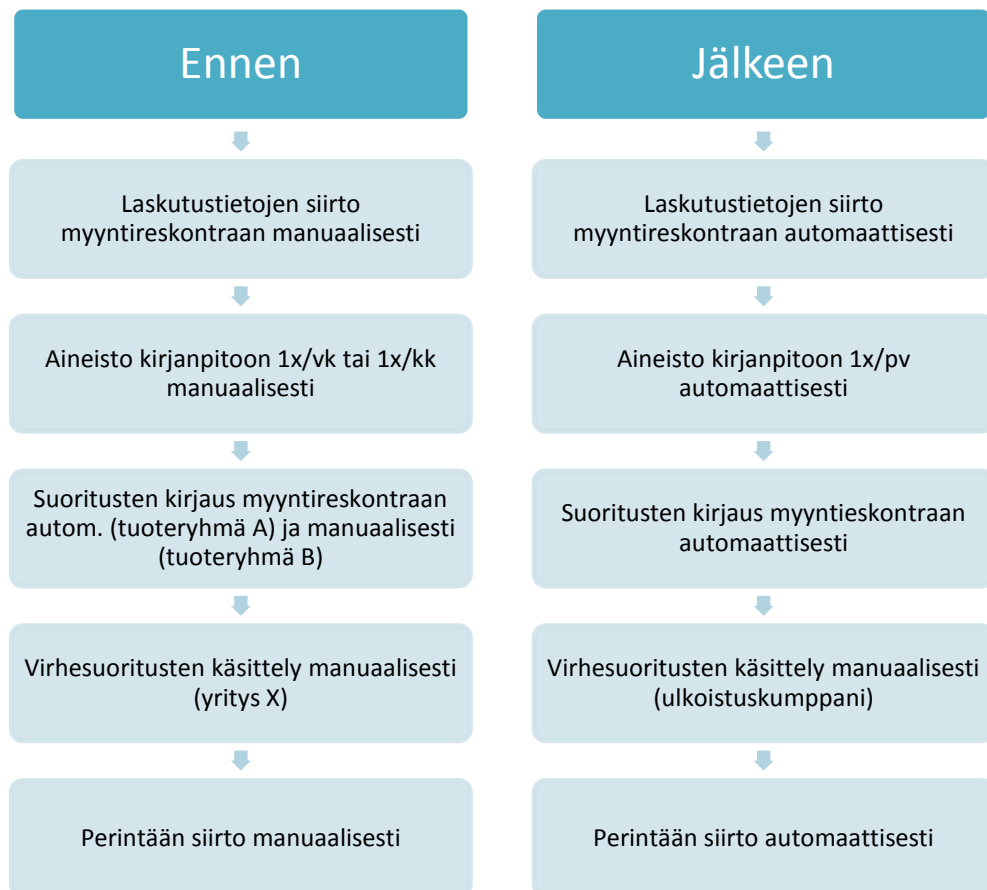 Ennen
Laskutustietojen siirto
myyntireskontraan manuaalisesti
Aineisto kirjanpitoon 1x/vk tai 1x/kk
manuaalisesti
Suoritusten kirjaus myyntireskontraan
autom. (tuoteryhmä A) ja manuaalisesti
(tuoteryhmä B)
Virhesuoritusten käsittely manuaalisesti
(yritys X)
Perintään siirto manuaalisesti
Jälkeen
Laskutustietojen siirto
myyntireskontraan automaattisesti
Aineisto kirjanpitoon 1x/pv
automaattisesti
Suoritusten kirjaus myyntieskontraan
automaattisesti
Virhesuoritusten käsittely manuaalisesti
(ulkoistuskumppani)
Perintään siirto automaattisesti